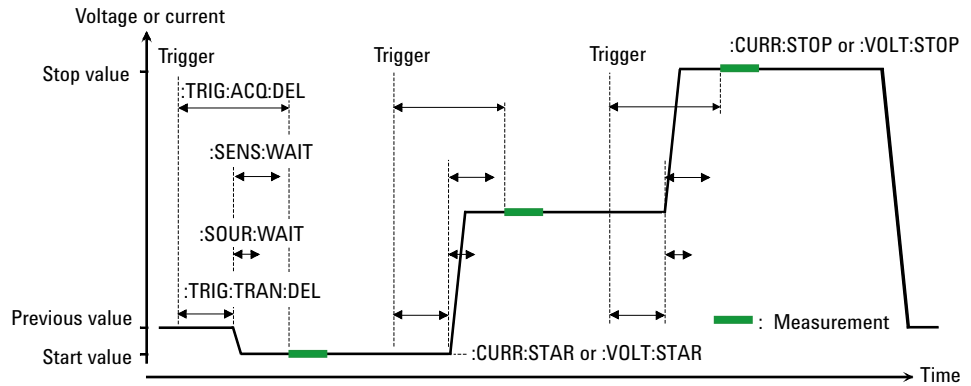 Voltage or current
Trigger
Trigger
Trigger
:CURR:STOP or :VOLT:STOP
Stop value
:TRIG:ACQ:DEL
:SENS:WAIT
:SOUR:WAIT
:TRIG:TRAN:DEL
Previous value
: Measurement
Start value
:CURR:STAR or :VOLT:STAR
Time